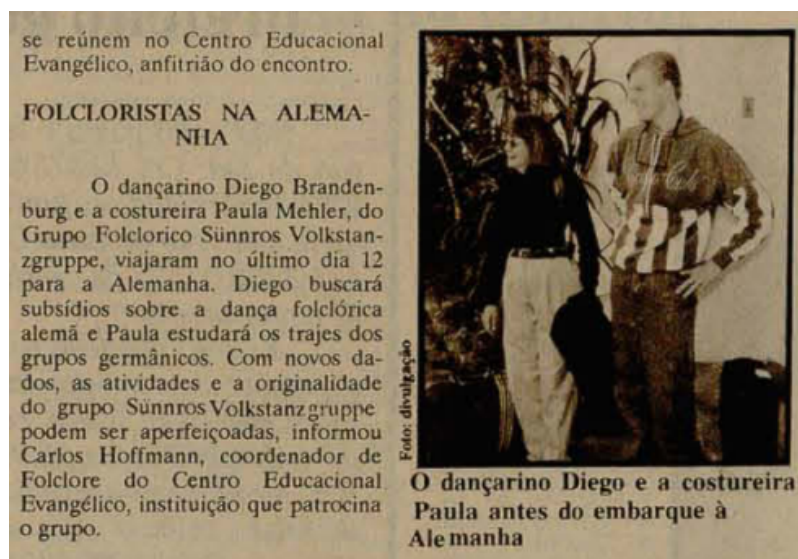 se reúnem no Centro Educacional
Evangélico, anfitrião do encontro.
FOLCLORISTAS NA ALEMA-
NHA
O dançarino Diego Branden-
burg e a costureira Paula Mehler, do
Grupo Folclorico Sünnros Volkstan-
zgruppe, viajaram no último dia 12
para a Alemanha. Diego buscará
subsídios sobre a dança folclórica
alemã e Paula estudará os trajes dos
grupos germânicos. Com novos da-
dos, as atividades e a originalidade
do grupo Sünnros Volkstanzgruppe
podem ser aperfeiçoadas, informou
Carlos Hoffmann, coordenador de
Folclore do Centro Educacional
Evangélico, instituição que patrocina
o grupo.
Foto: divulgação
O dançarino Diego e a costureira
Paula antes do embarque à
Alemanha